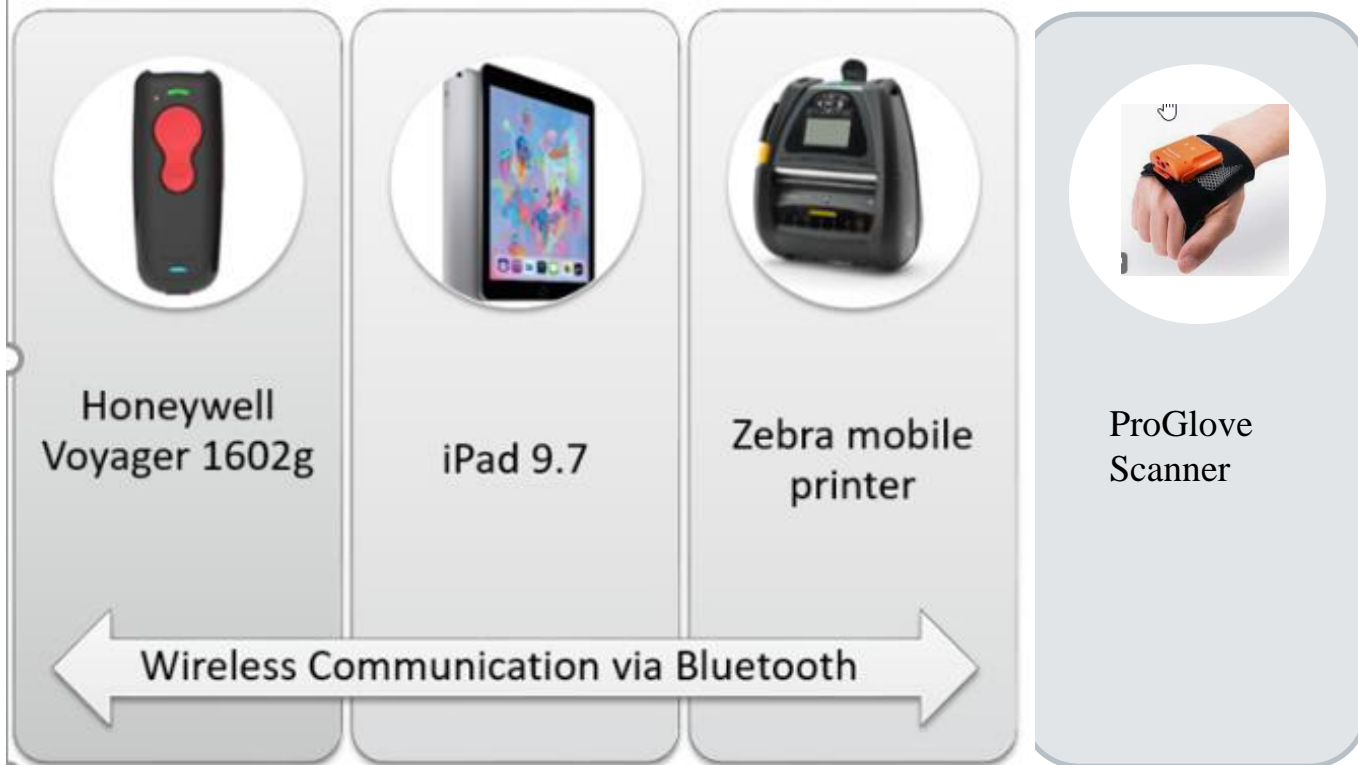 Honeywell
Voyager 1602g
iPad 9.7
Zebra mobile
printer
ProGlove
Scanner
Wireless Communication via Bluetooth